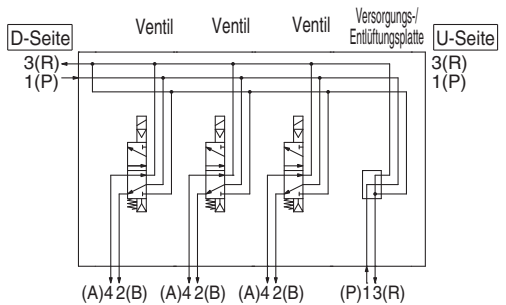 Ventil Ventil Ventil Versorgungs-/
Entlüftungsplatte
D-Seite U-Seite
3(R) 3(R)
1(P) 1(P)
(A)4 2(B) (A)4 2(B) (A)4 2(B) (P)1 3(R)